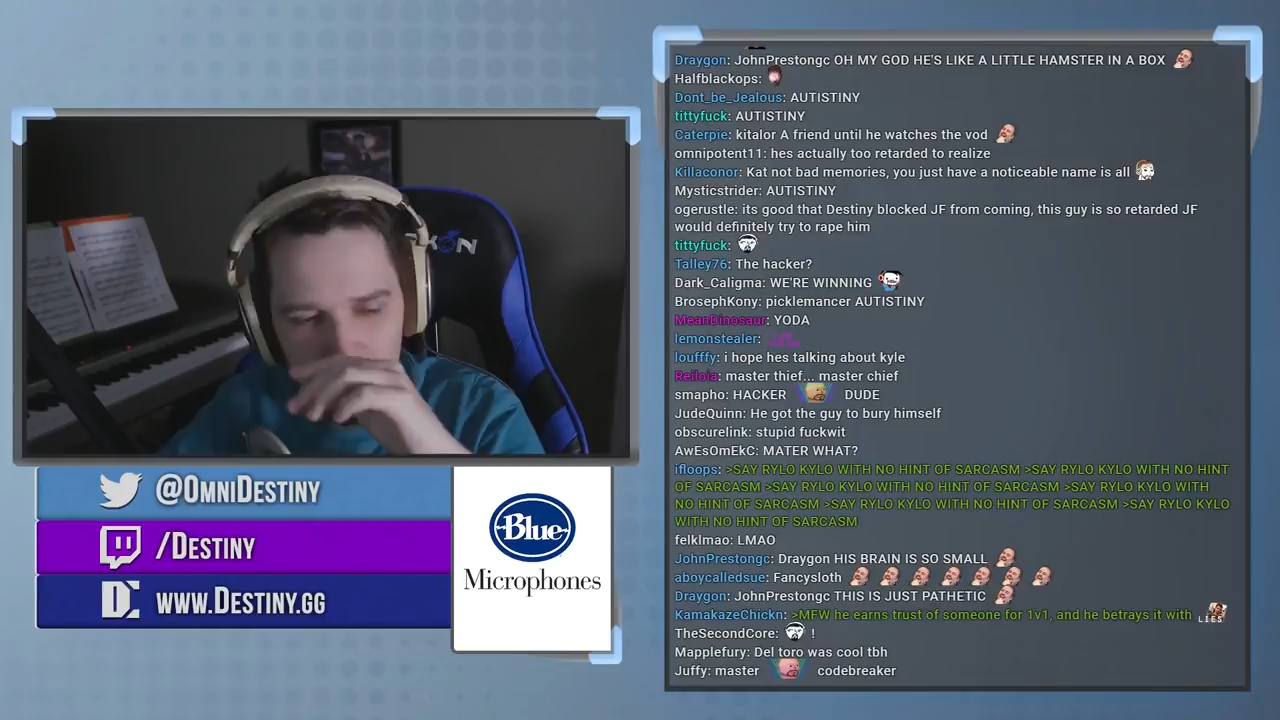 Draygon: JohnPrestongc OH MY GOD HE'S LIKE A LITTLE HAMSTER IN A BOX
Halfblackops:
Dont_be_Jealous: AUTISTINY
tittyfuck: AUTISTINY
Caterpie: kitalor A friend until he watches the vod
omnipotent11: hes actually too retarded to realize
Killaconor: Kat not bad memories, you just have a noticeable name is all
Mysticstrider: AUTISTINY
ogerustle: its good that Destiny blocked JF from coming, this guy is so retarded JF
would definitely try to rape him
tittyfuck:
Talley76: The hacker?
Dark_Caligma: WE'RE WINNING
BrosephKony: picklemancer AUTISTINY
MeanDinosaur: YODA
lemonstealer:
loufffy: i hope hes talking about kyle
Reiloia: master thief... master chief
smapho: HACKER DUDE
JudeQuinn: He got the guy to bury himself
obscurelink: stupid fuckwit
AwEsOmEkC: MATER WHAT?
ifloops: >SAY RYLO KYLO WITH NO HINT OF SARCASM >SAY RYLO KYLO WITH NO HINT
OF SARCASM >SAY RYLO KYLO WITH NO HINT OF SARCASM >SAY RYLO KYLO WITH
NO HINT OF SARCASM >SAY RYLO KYLO WITH NO HINT OF SARCASM >SAY RYLO KYLO
WITH NO HINT OF SARCASM
felklmao: LMAO
JohnPrestongc: Draygon HIS BRAIN IS SO SMALL
aboycalledsue: Fancysloth
Draygon: JohnPrestongc THIS IS JUST PATHETIC
KamakazeChickn: >MFW he earns trust of someone for 1v1, and he betrays it with LIES
TheSecondCore: !
Mapplefury: Del toro was cool tbh
Juffy: master codebreaker
@OmniDestiny
/Destiny
www.Destiny.gg
Blue
Microphones